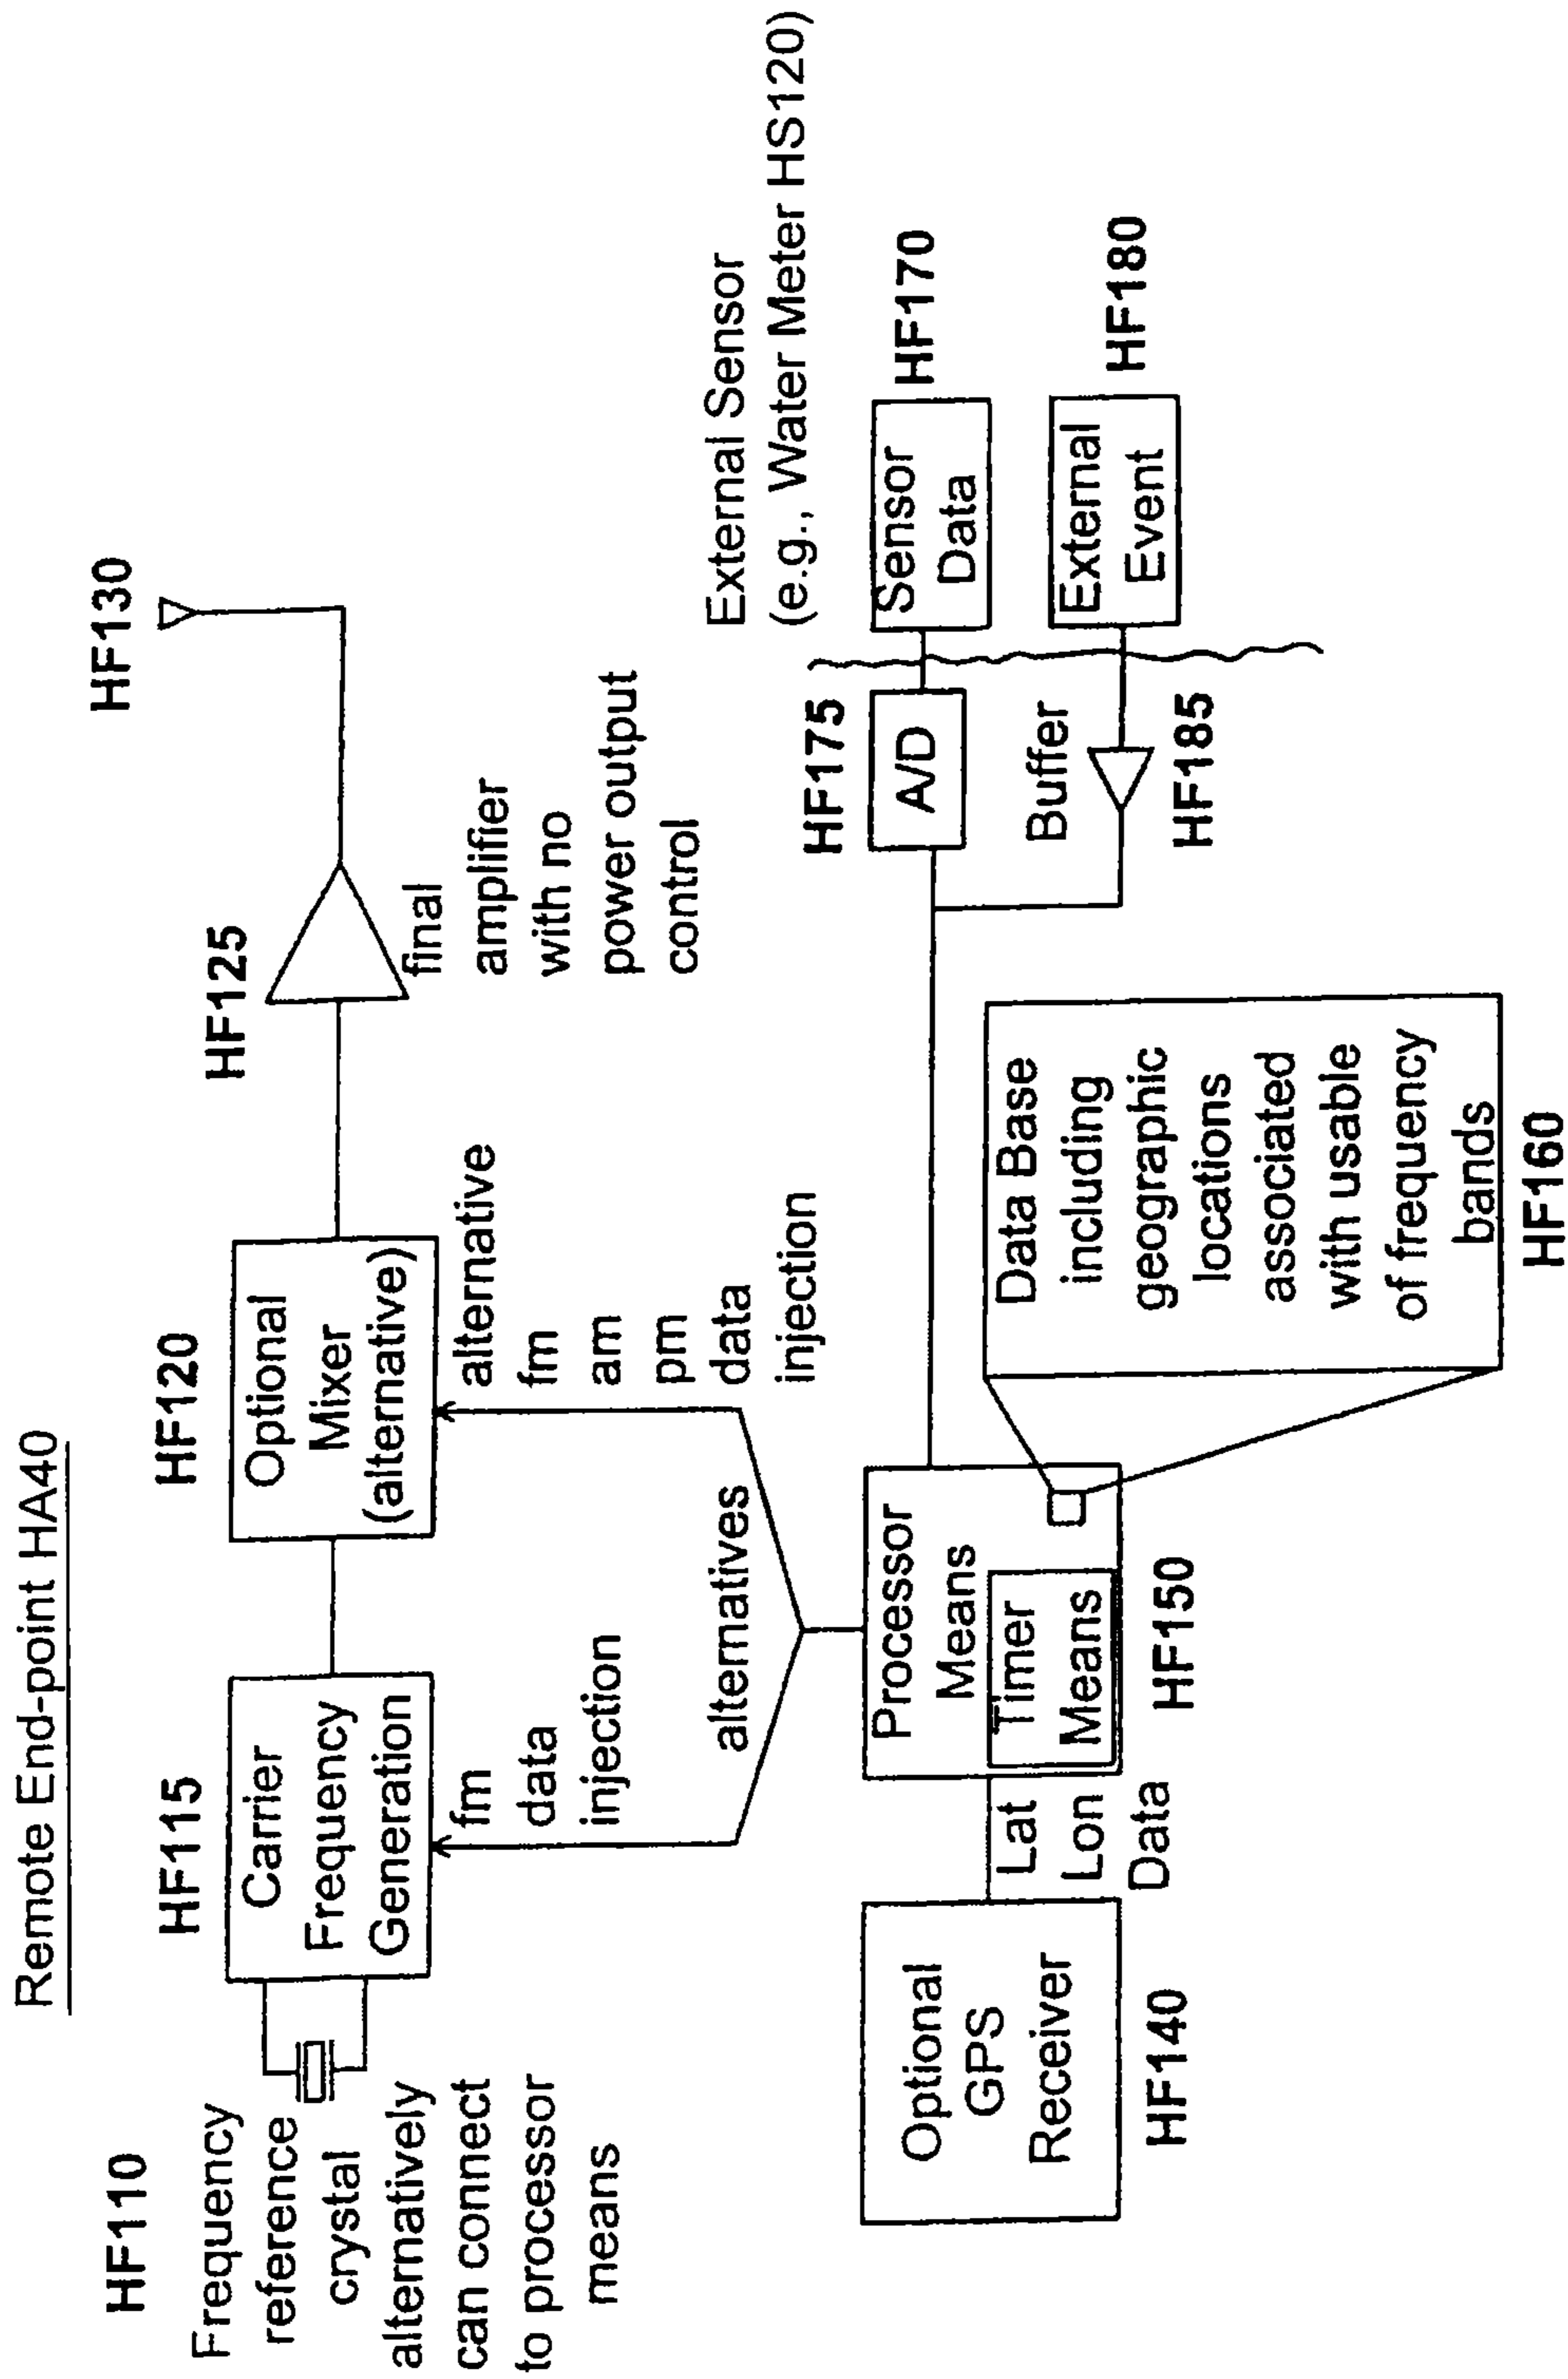 Remote End-point HA40
HF110
Frequency
reference
crystal
alternatively
can connect
to processor
means
HF115
Carrier
Frequency
Generation
fm
data
injection
HF120
Optional
Mixer
(alternative)
alternative
fm
am
pm
data
injection
alternatives
HF125
final
amplifier
with no
power output
control
HF130
Optional
GPS
Receiver
HF140
Lat
Lon
Data
Processor
Means
Timer
Means
HF150
Data Base
including
geographic
locations
associated
with usable
of frequency
bands
HF160
HF175
A/D
Buffer
HF185
External Sensor
(e.g., Water Meter HS120)
Sensor
Data
HF170
External
Event
HF180